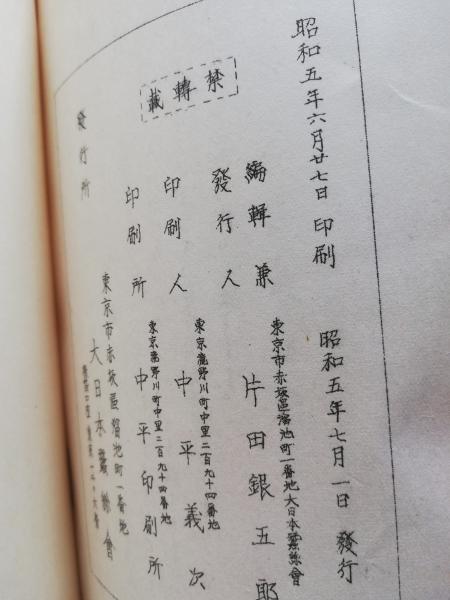 昭和五年六月廿七日 印刷
昭和五年七月一日 發行
禁轉載
編輯兼
發行人
東京市赤坂區溜池町一番地大日本蠶絲會
片田銀五郎
印刷人
東京瀧野川町中里二百九十四番地
中平義次
印刷所
東京瀧野川町中里二百九十四番地
中平印刷所
發行所
東京市赤坂區溜池町一番地
大日本蠶絲會